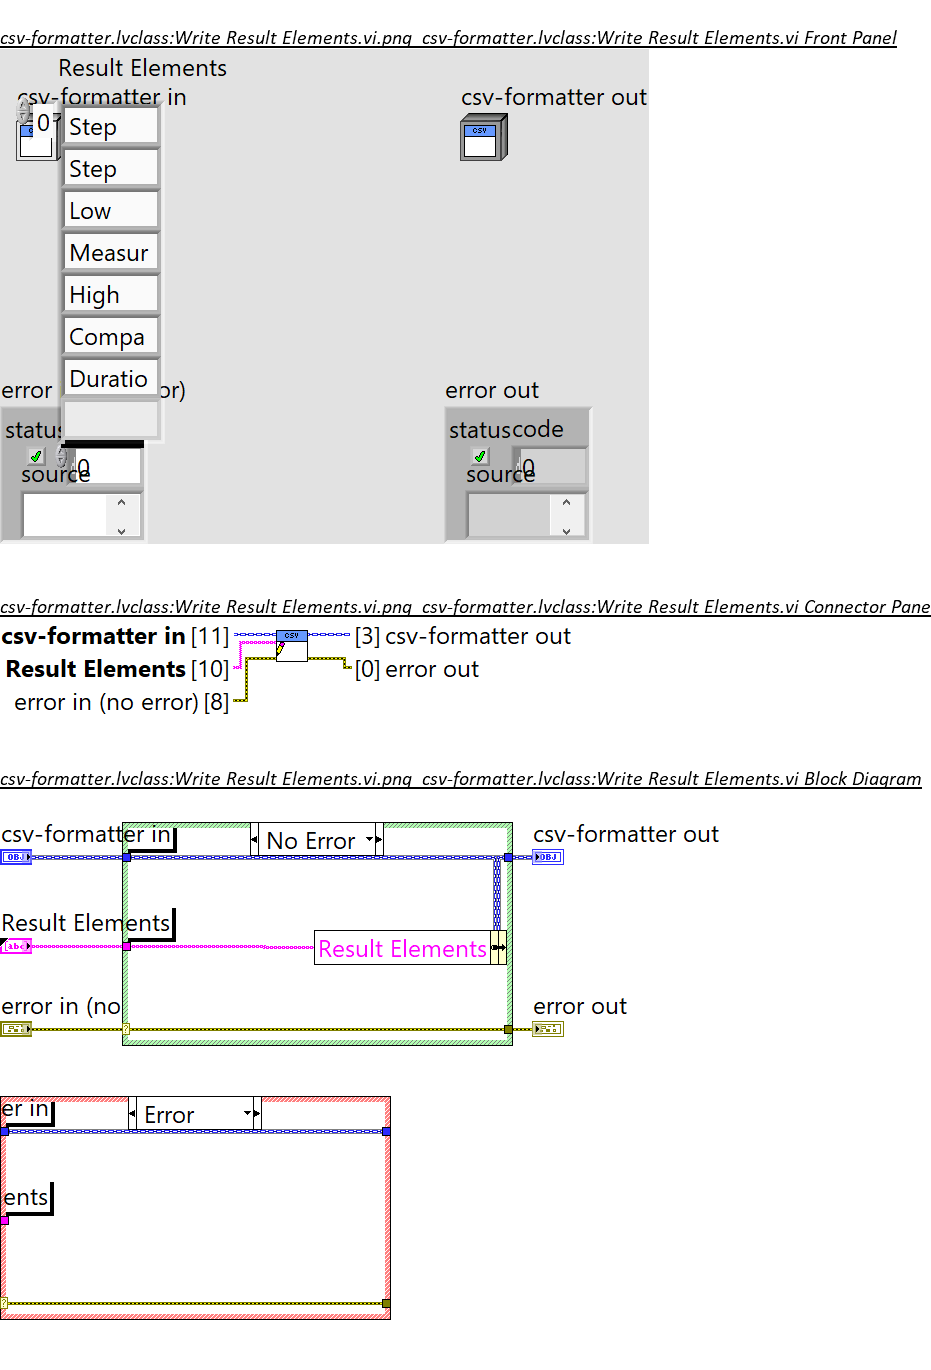 csv-formatter.lvclass:Write Result Elements.vi.png csv-formatter.lvclass:Write Result Elements.vi Front Panel
Result Elements
csv-formatter in
csv-formatter out
0
Step
CSV
Step
Low
Measur
High
Compa
Duratio
error
or)
error out
status
status
code
0
0
source
source
csv-formatter.lvclass:Write Result Elements.vi.png csv-formatter.lvclass:Write Result Elements.vi Connector Pane
csv-formatter in [11]
CSV
[3] csv-formatter out
Result Elements [10]
[0] error out
error in (no error) [8]
csv-formatter.lvclass:Write Result Elements.vi.png csv-formatter.lvclass:Write Result Elements.vi Block Diagram
csv-formatter in
No Error
csv-formatter out
OBJ
OBJ
Result Elements
abc
Result Elements
error in (no
?
error out
er in
Error
ents
?